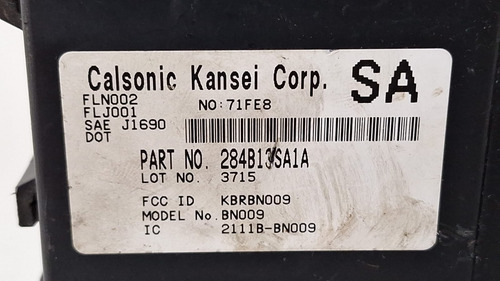 Calsonic Kansei Corp. SA
FLN002 NO:71FE8
FLJ001
SAE J1690
DOT
PART NO. 284B13SA1A
LOT NO. 3715
FCC ID KBRBN009
MODEL No. BN009
IC 2111B-BN009